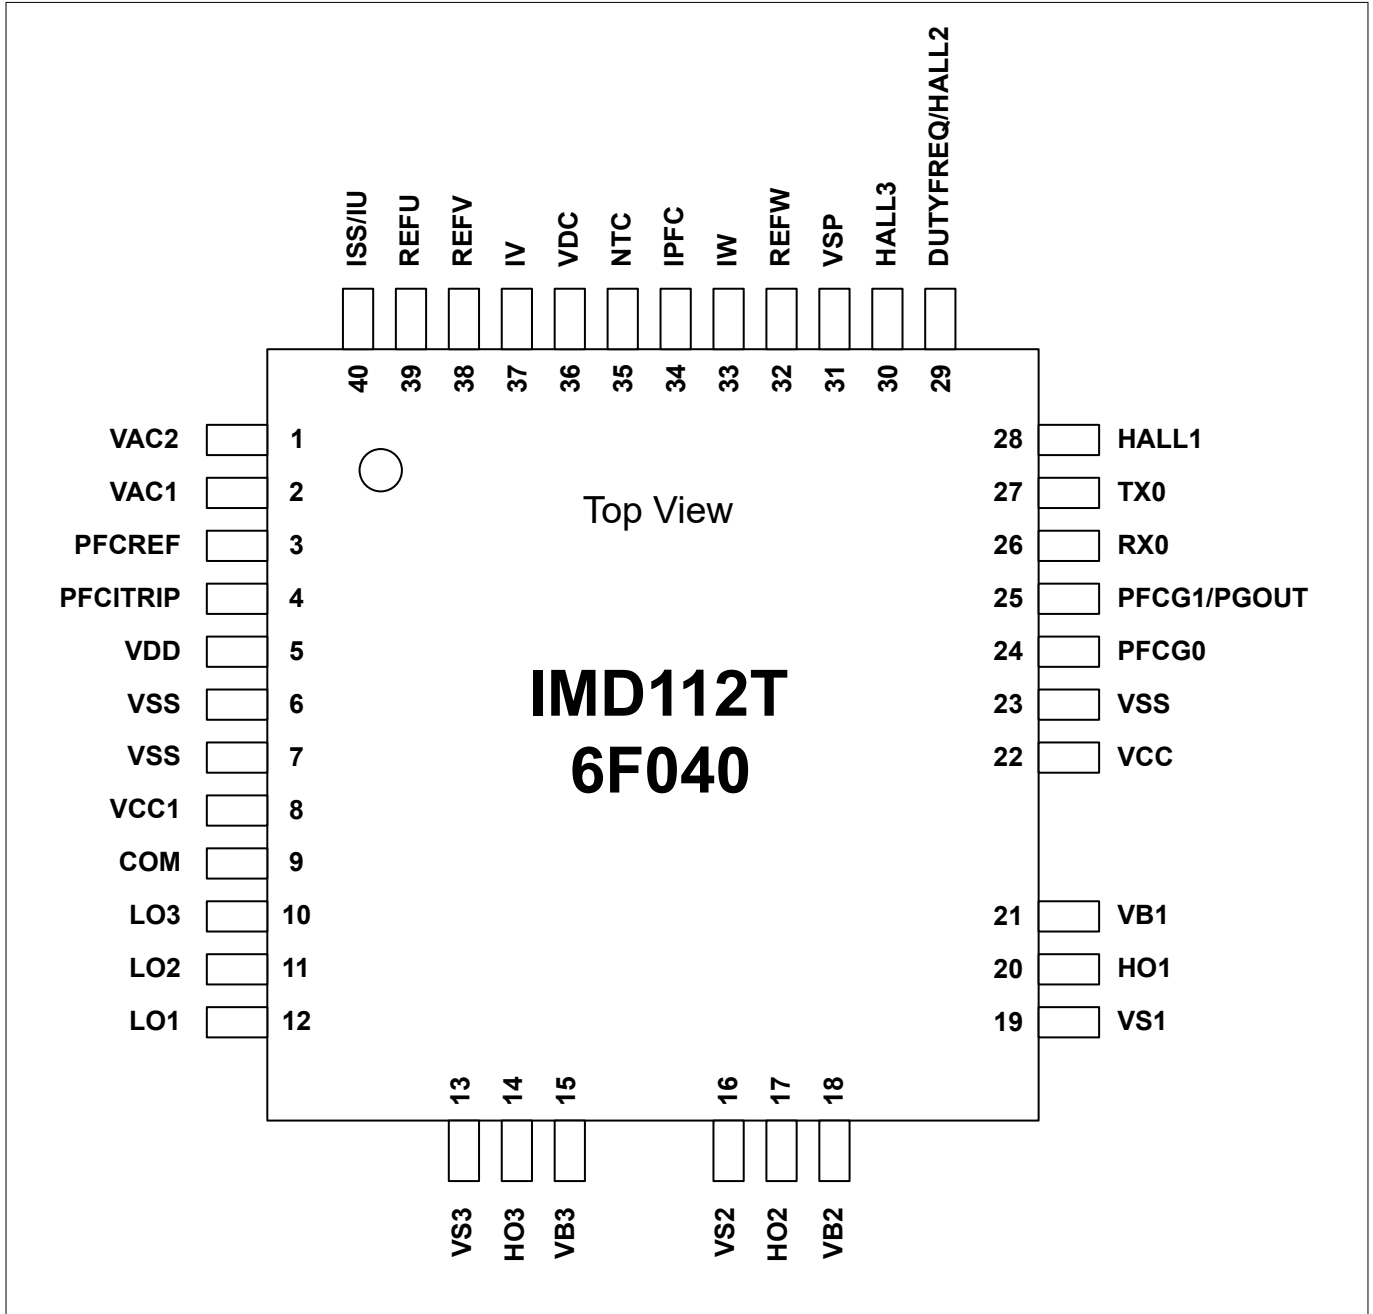 ISS/IU
REFU
REFV
IV
VDC
NTC
IPFC
IW
REFW
VSP
HALL3
DUTYFREQ/HALL2
40 39 38 37 36 35 34 33 32 31 30 29
VAC2 1
VAC1 2
PFCREF 3
PFCITRIP 4
VDD 5
VSS 6
VSS 7
VCC1 8
COM 9
LO3 10
LO2 11
LO1 12
Top View
IMD112T
6F040
28 HALL1
27 TX0
26 RX0
25 PFCG1/PGOUT
24 PFCG0
23 VSS
22 VCC
21 VB1
20 HO1
19 VS1
13 14 15 16 17 18
VS3
HO3
VB3
VS2
HO2
VB2